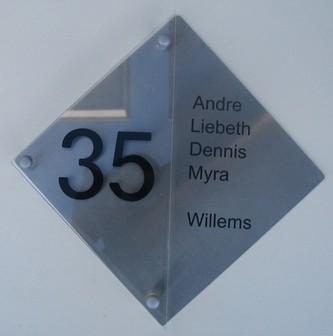 35
Andre
Liebeth
Dennis
Myra
Willems